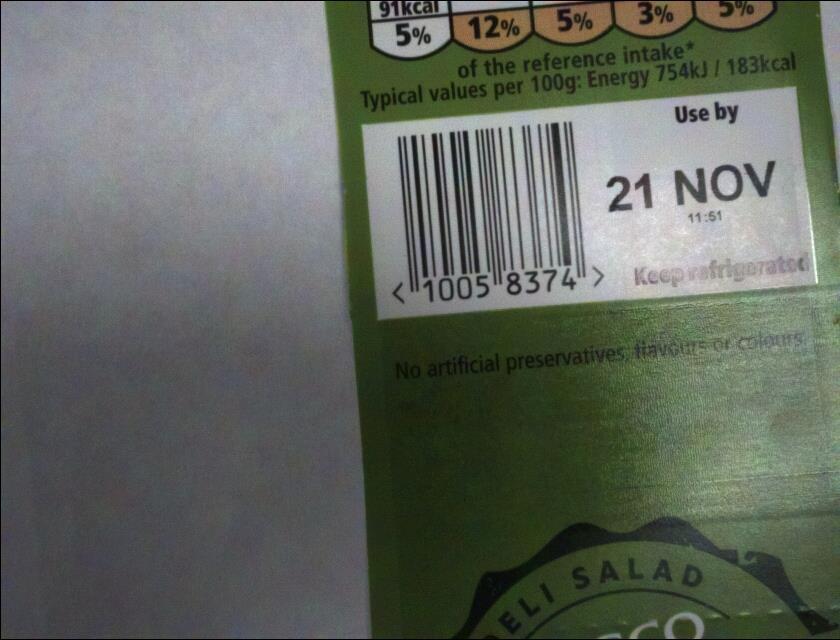 91kcal
5% 12% 5% 3% 5%
of the reference intake*
Typical values per 100g: Energy 754kJ / 183kcal
Use by
21 NOV
11:51
Keep refrigerated
<1005 8374>
No artificial preservatives, flavours or colours.
DELI SALAD